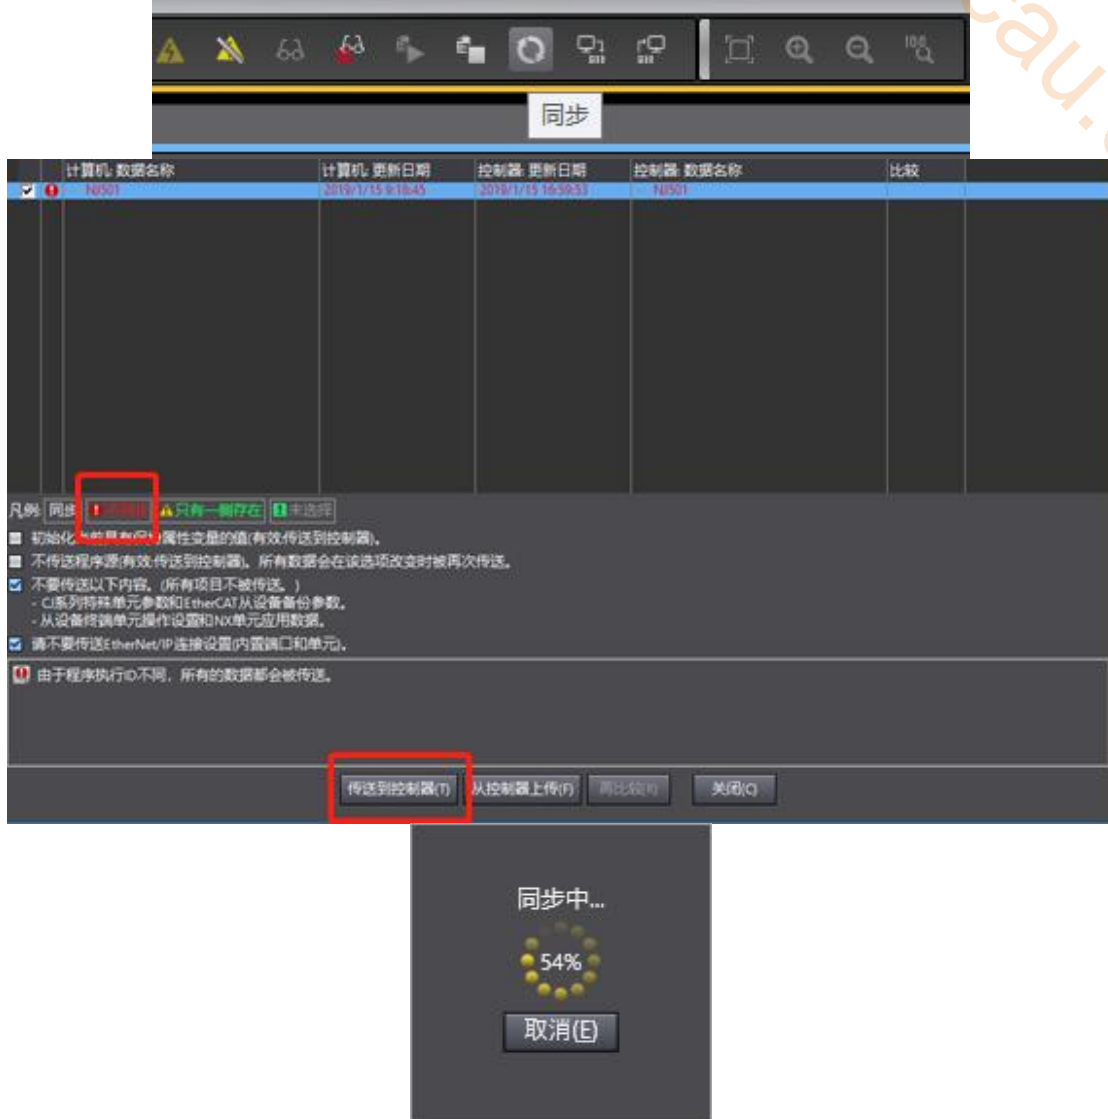 同步
计算机: 数据名称 计算机: 更新日期 控制器: 更新日期 控制器: 数据名称 比较
NJ501 2019/1/15 9:18:45 2019/1/15 16:59:53 NJ501
凡例: 同步 只有一侧存在 未选择
初始化 属性变量的值(有效:传送到控制器)。
不传送程序源(有效:传送到控制器)。所有数据会在该选项改变时被再次传送。
不要传送以下内容。(所有项目不被传送。)
- CJ系列特殊单元参数和EtherCAT从设备备份参数。
- 从设备终端单元操作设置和NX单元应用数据。
请不要传送EtherNet/IP连接设置(内置端口和单元)。
由于程序执行ID不同，所有的数据都会被传送。
传送到控制器(T) 从控制器上传(F) 再比较(R) 关闭(C)
同步中...
54%
取消(E)